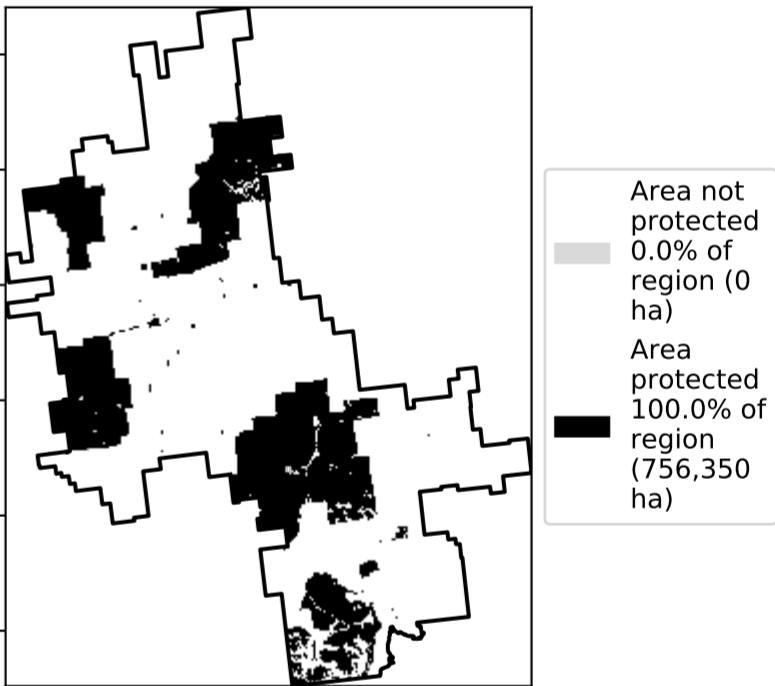 Area not
protected
0.0% of
region (0
ha)
Area
protected
100.0% of
region
(756,350
ha)